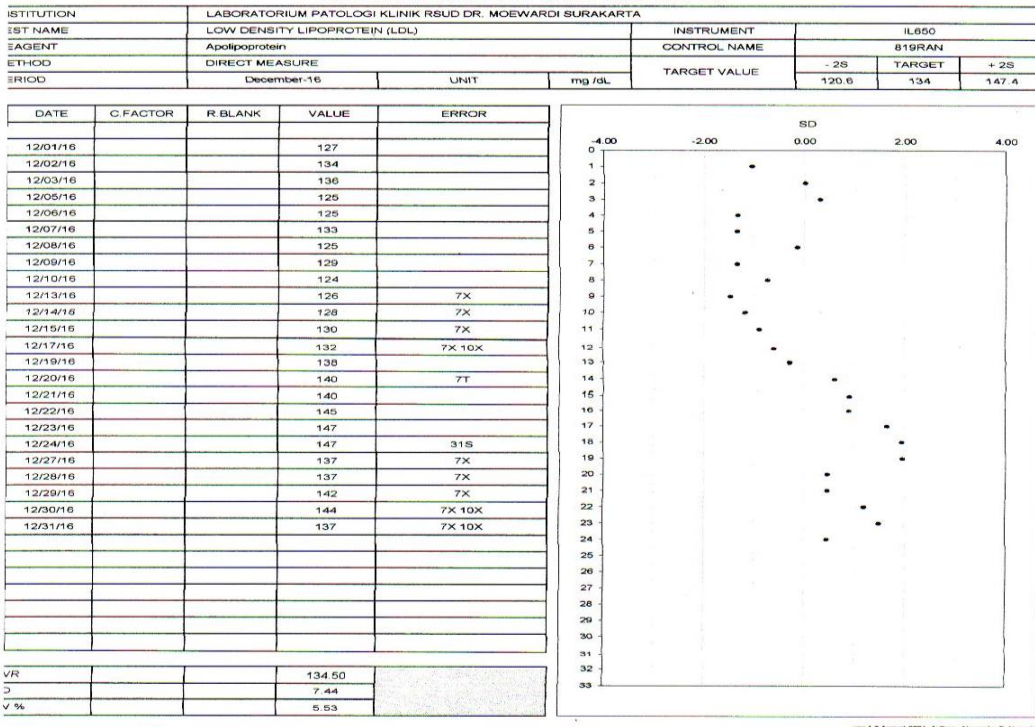 ISTITUTION LABORATORIUM PATOLOGI KLINIK RSUD DR. MOEWARDI SURAKARTA
EST NAME LOW DENSITY LIPOPROTEIN (LDL) INSTRUMENT IL650
EAGENT Apolipoprotein CONTROL NAME 819RAN
ETHOD DIRECT MEASURE TARGET VALUE - 2S TARGET + 2S
ERIOD December-16 UNIT mg /dL 120.6 134 147.4
DATE C.FACTOR R.BLANK VALUE ERROR
12/01/16 127
12/02/16 134
12/03/16 136
12/05/16 125
12/06/16 125
12/07/16 133
12/08/16 125
12/09/16 129
12/10/16 124
12/13/16 126 7X
12/14/16 128 7X
12/15/16 130 7X
12/17/16 132 7X 10X
12/19/16 138
12/20/16 140 7T
12/21/16 140
12/22/16 145
12/23/16 147
12/24/16 147 31S
12/27/16 137 7X
12/28/16 137 7X
12/29/16 142 7X
12/30/16 144 7X 10X
12/31/16 137 7X 10X
VR 134.50
D 7.44
V % 5.53
SD
-4.00 -2.00 0.00 2.00 4.00
0
1
2
3
4
5
6
7
8
9
10
11
12
13
14
15
16
17
18
19
20
21
22
23
24
25
26
27
28
29
30
31
32
33